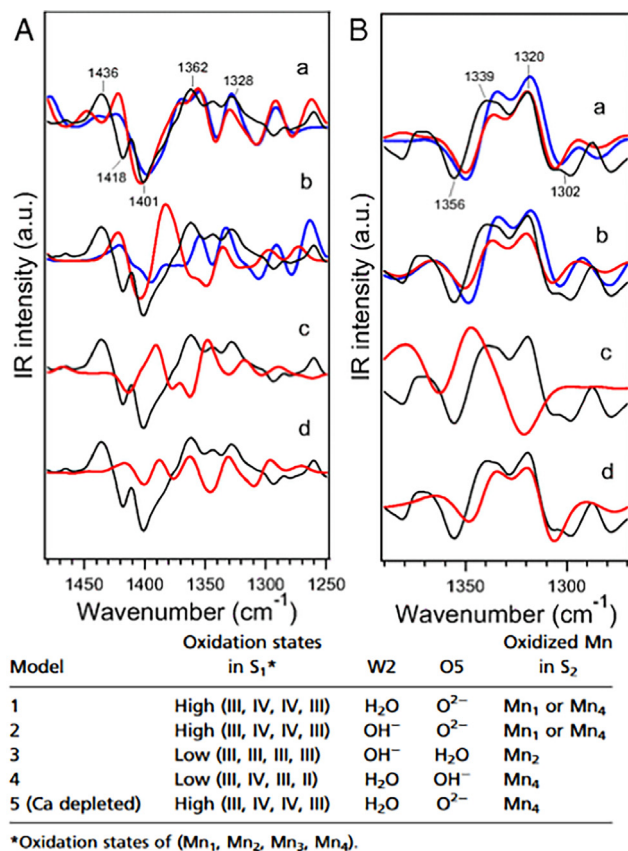 A
B
1436
1362
1328
a
1418
1401
b
c
d
1339
1320
a
1356
1302
b
c
d
IR intensity (a.u.)
IR intensity (a.u.)
1450 1400 1350 1300 1250
1350 1300
Wavenumber (cm⁻¹)
Wavenumber (cm⁻¹)
Model Oxidation states in S₁* W2 O5 Oxidized Mn in S₂
1 High (III, IV, IV, III) H₂O O²⁻ Mn₁ or Mn₄
2 High (III, IV, IV, III) OH⁻ O²⁻ Mn₁ or Mn₄
3 Low (III, III, III, III) OH⁻ H₂O Mn₂
4 Low (III, IV, III, II) H₂O OH⁻ Mn₄
5 (Ca depleted) High (III, IV, IV, III) H₂O O²⁻ Mn₄
*Oxidation states of (Mn₁, Mn₂, Mn₃, Mn₄).